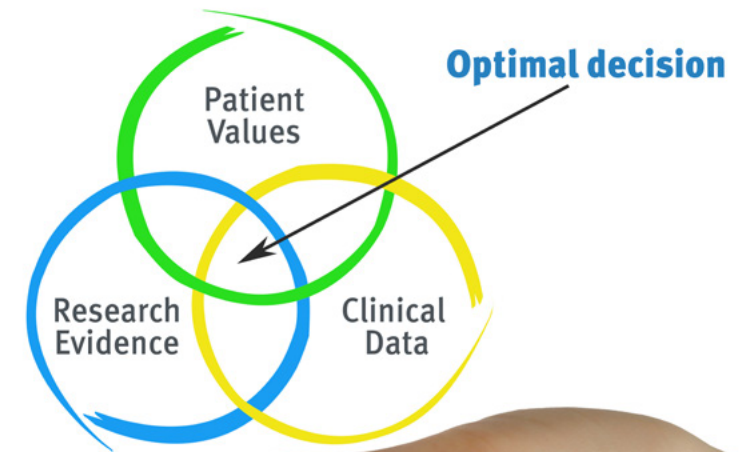 Optimal decision
Patient
Values
Research
Evidence
Clinical
Data